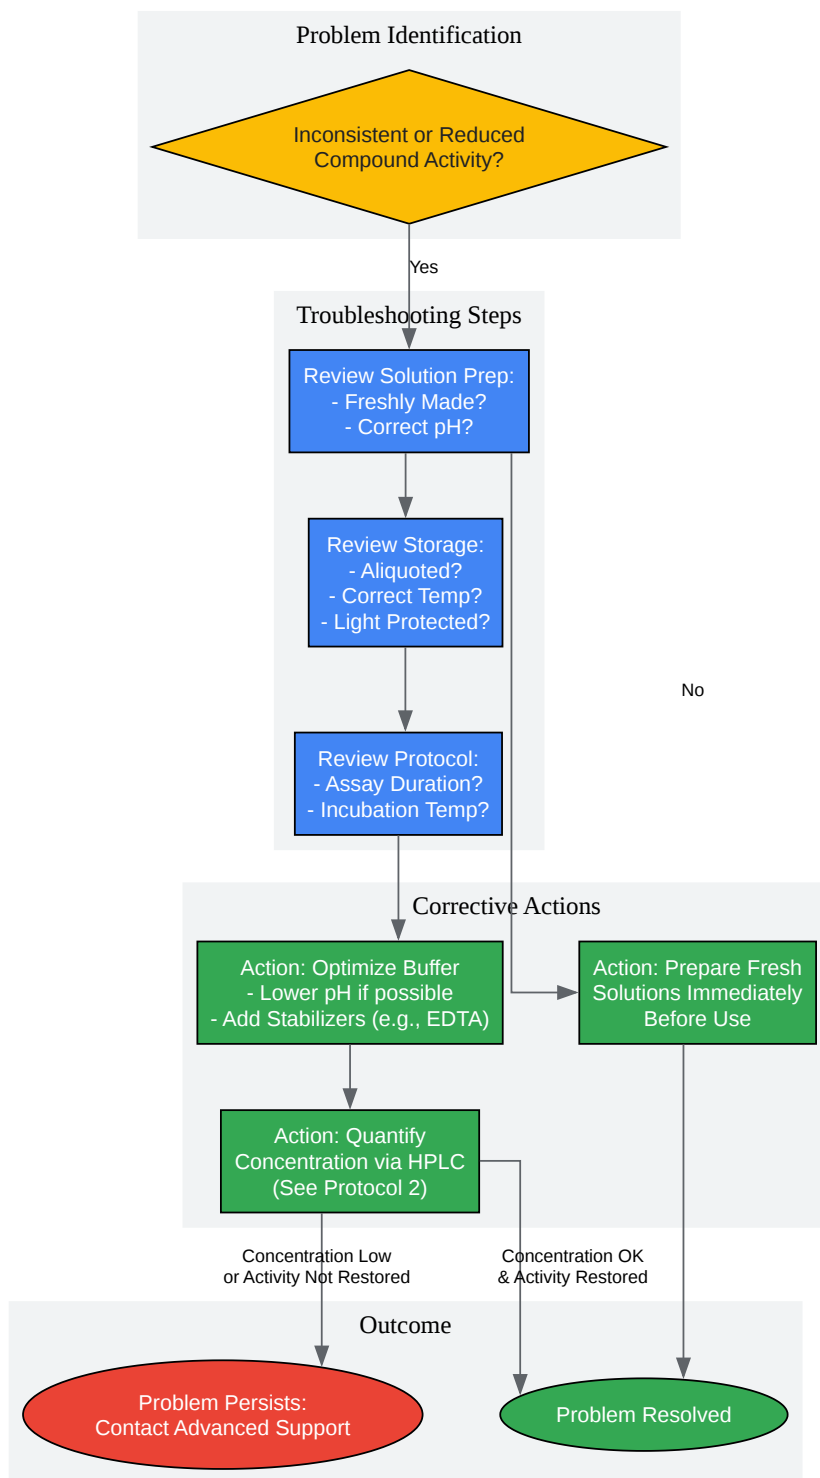 Problem Identification
Inconsistent or Reduced
Compound Activity?
Yes
Troubleshooting Steps
Review Solution Prep:
- Freshly Made?
- Correct pH?
Review Storage:
- Aliquoted?
- Correct Temp?
- Light Protected?
No
Review Protocol:
- Assay Duration?
- Incubation Temp?
Corrective Actions
Action: Optimize Buffer
- Lower pH if possible
- Add Stabilizers (e.g., EDTA)
Action: Prepare Fresh
Solutions Immediately
Before Use
Action: Quantify
Concentration via HPLC
(See Protocol 2)
Concentration Low
or Activity Not Restored
Concentration OK
& Activity Restored
Outcome
Problem Persists:
Contact Advanced Support
Problem Resolved